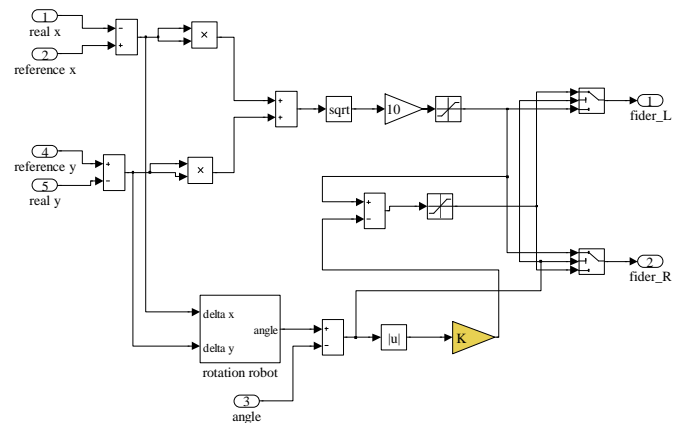 1
real x
2
reference x
−
+
×
4
reference y
5
real y
+
−
×
+
+
sqrt
10
1
fider_L
+
−
2
fider_R
delta x
angle
delta y
rotation robot
+
−
|u|
K
3
angle